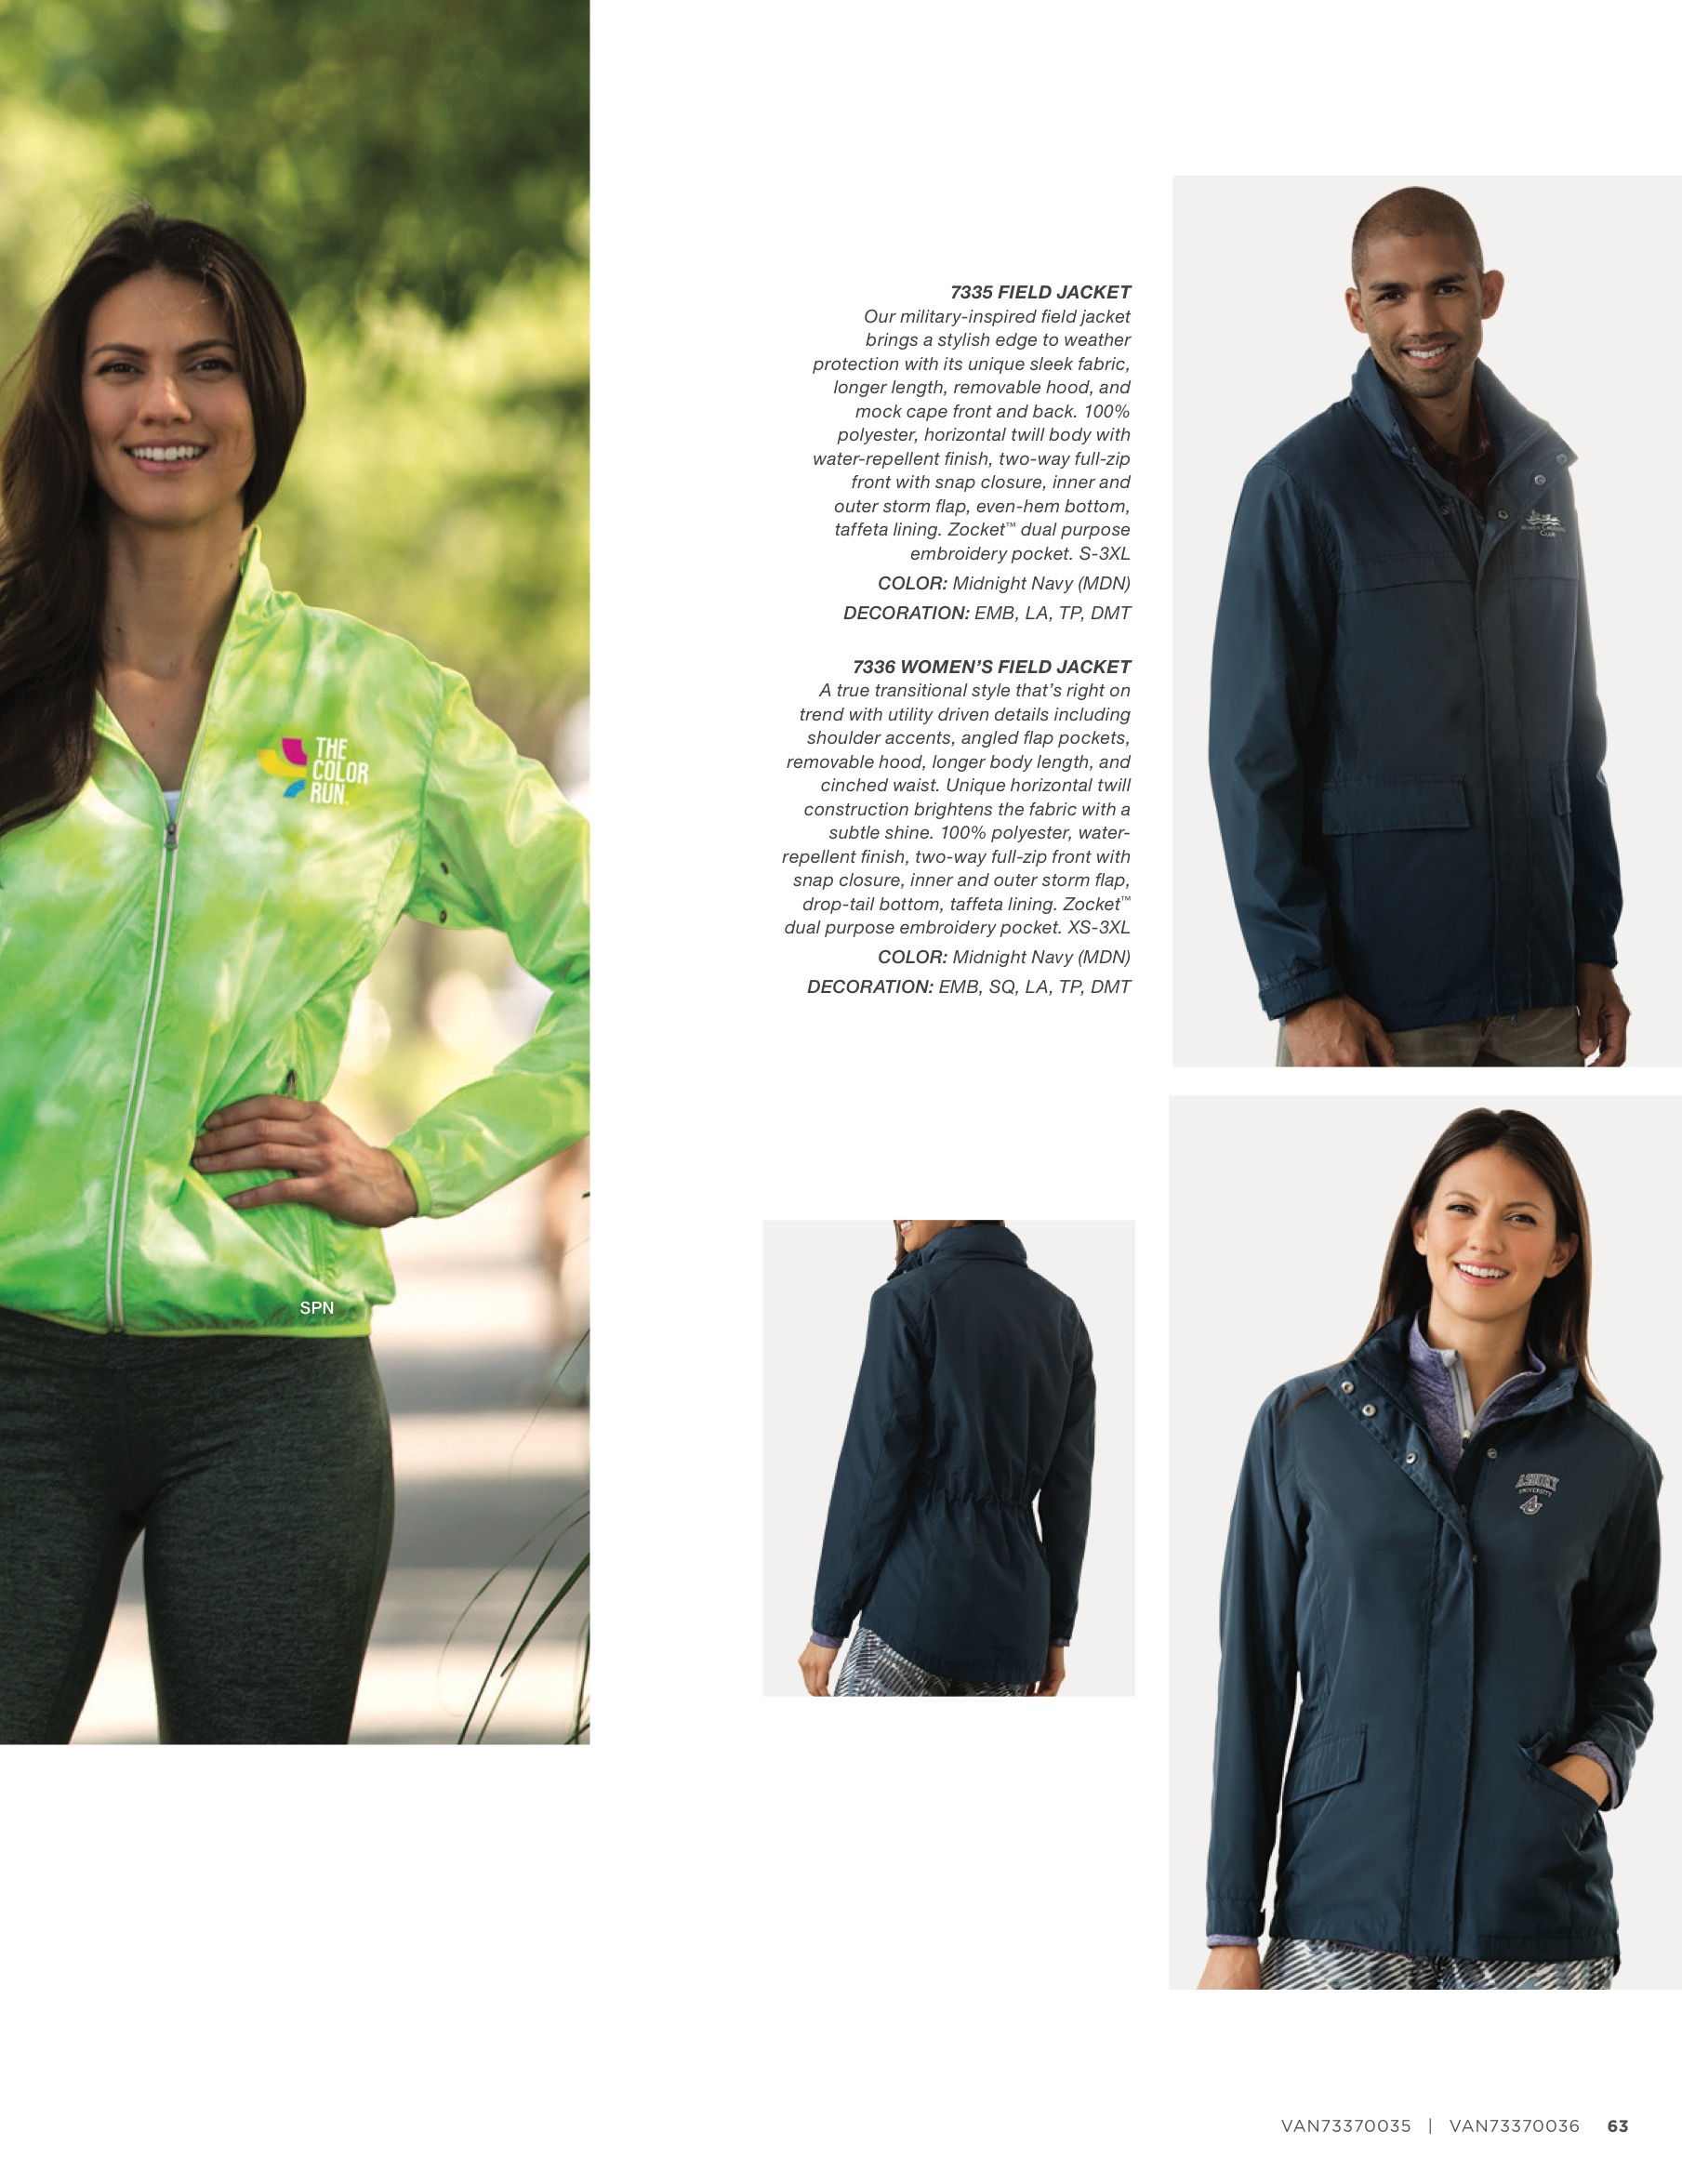 7335 FIELD JACKET
Our military-inspired field jacket
brings a stylish edge to weather
protection with its unique sleek fabric,
longer length, removable hood, and
mock cape front and back. 100%
polyester, horizontal twill body with
water-repellent finish, two-way full-zip
front with snap closure, inner and
outer storm flap, even-hem bottom,
taffeta lining. Zocket™ dual purpose
embroidery pocket. S-3XL
COLOR: Midnight Navy (MDN)
DECORATION: EMB, LA, TP, DMT
7336 WOMEN’S FIELD JACKET
A true transitional style that’s right on
trend with utility driven details including
shoulder accents, angled flap pockets,
removable hood, longer body length, and
cinched waist. Unique horizontal twill
construction brightens the fabric with a
subtle shine. 100% polyester, water-
repellent finish, two-way full-zip front with
snap closure, inner and outer storm flap,
drop-tail bottom, taffeta lining. Zocket™
dual purpose embroidery pocket. XS-3XL
COLOR: Midnight Navy (MDN)
DECORATION: EMB, SQ, LA, TP, DMT
THE
COLOR
RUN.
SPN
ASBURY
UNIVERSITY
VAN73370035 | VAN73370036 63